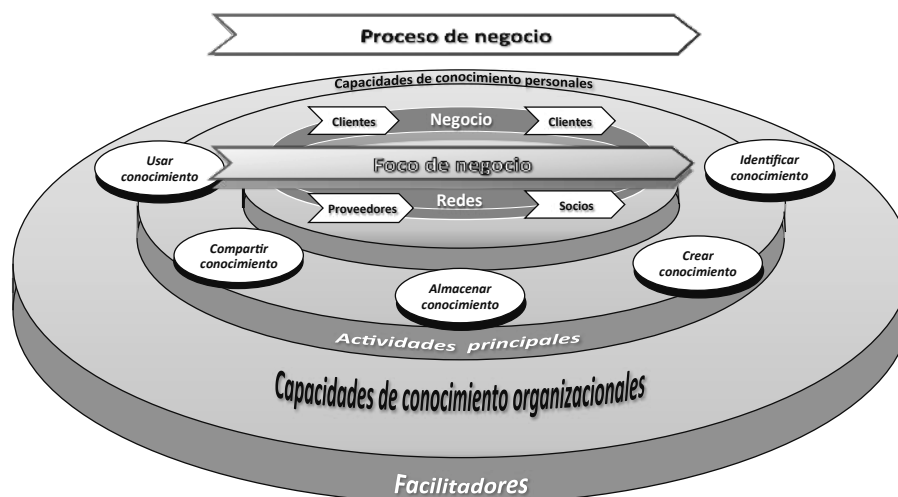 Proceso de negocio
Capacidades de conocimiento personales
Clientes
Negocio
Clientes
Usar
conocimiento
Foco de negocio
Identificar
conocimiento
Proveedores
Redes
Socios
Compartir
conocimiento
Crear
conocimiento
Almacenar
conocimiento
Actividades principales
Capacidades de conocimiento organizacionales
Facilitadores